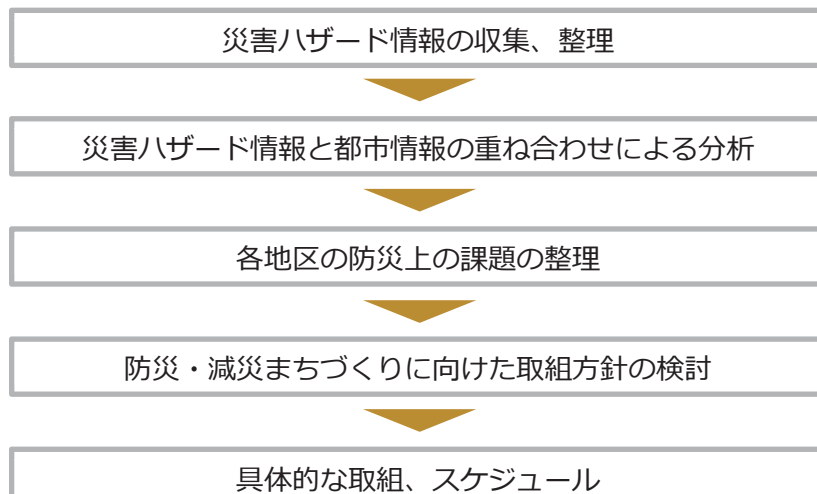 災害ハザード情報の収集、整理
災害ハザード情報と都市情報の重ね合わせによる分析
各地区の防災上の課題の整理
防災・減災まちづくりに向けた取組方針の検討
具体的な取組、スケジュール